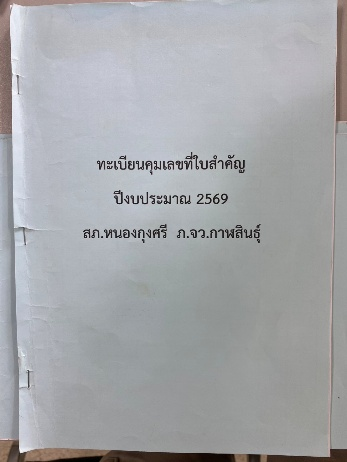 ทะเบียนคุมเลขที่ใบสำคัญ
ปีงบประมาณ 2569
สภ.หนองกุงศรี ภ.จว.กาฬสินธุ์